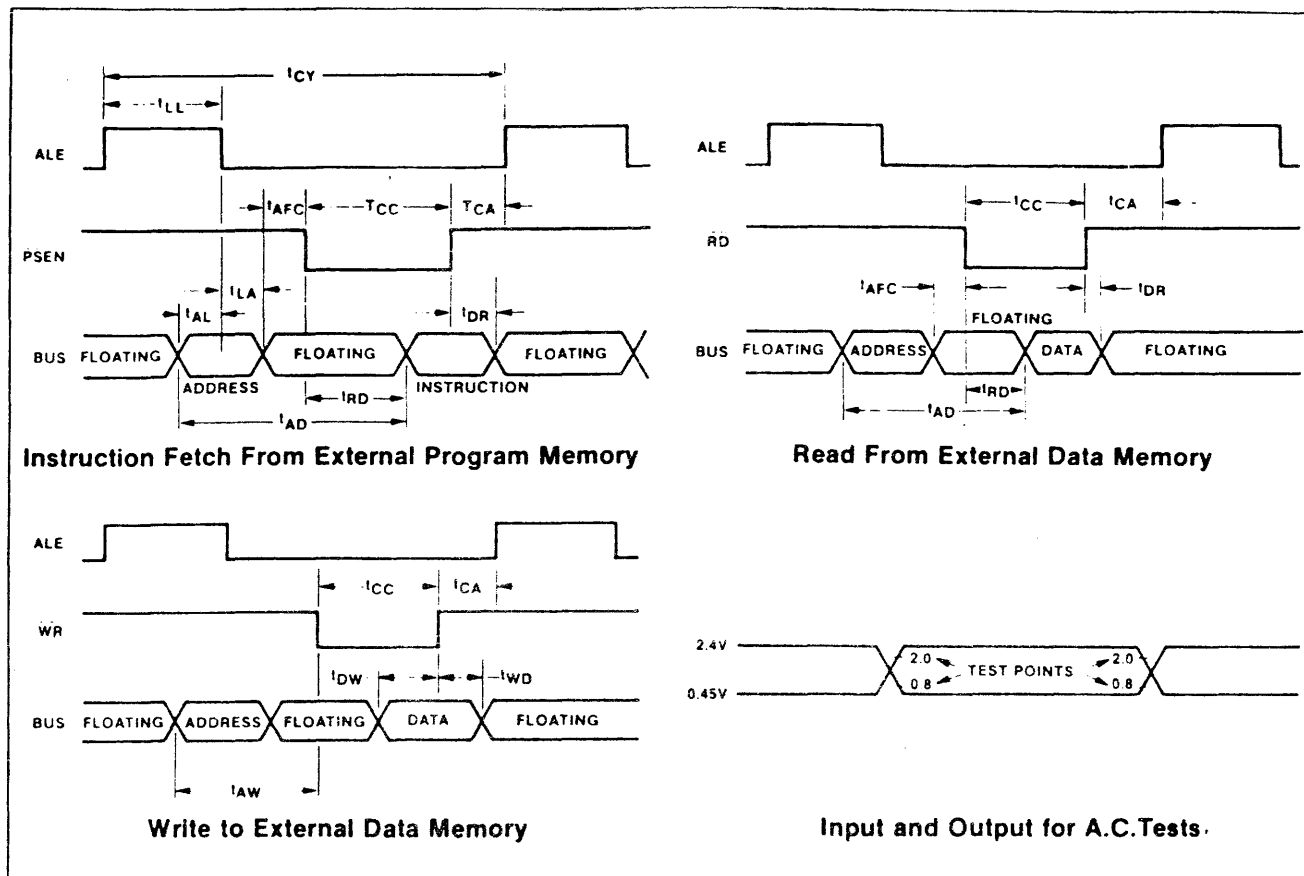 tCY
tLL
ALE
tAFC TCC TCA
PSEN
tLA
tAL
tDR
BUS FLOATING FLOATING FLOATING
ADDRESS INSTRUCTION
tRD
tAD
Instruction Fetch From External Program Memory
ALE
tCC tCA
RD
tAFC
tDR
FLOATING
BUS FLOATING ADDRESS DATA FLOATING
tRD
tAD
Read From External Data Memory
ALE
tCC tCA
WR
tDW tWD
BUS FLOATING ADDRESS FLOATING DATA FLOATING
tAW
Write to External Data Memory
2.4V
2.0 TEST POINTS 2.0
0.8 0.8
0.45V
Input and Output for A.C.Tests.